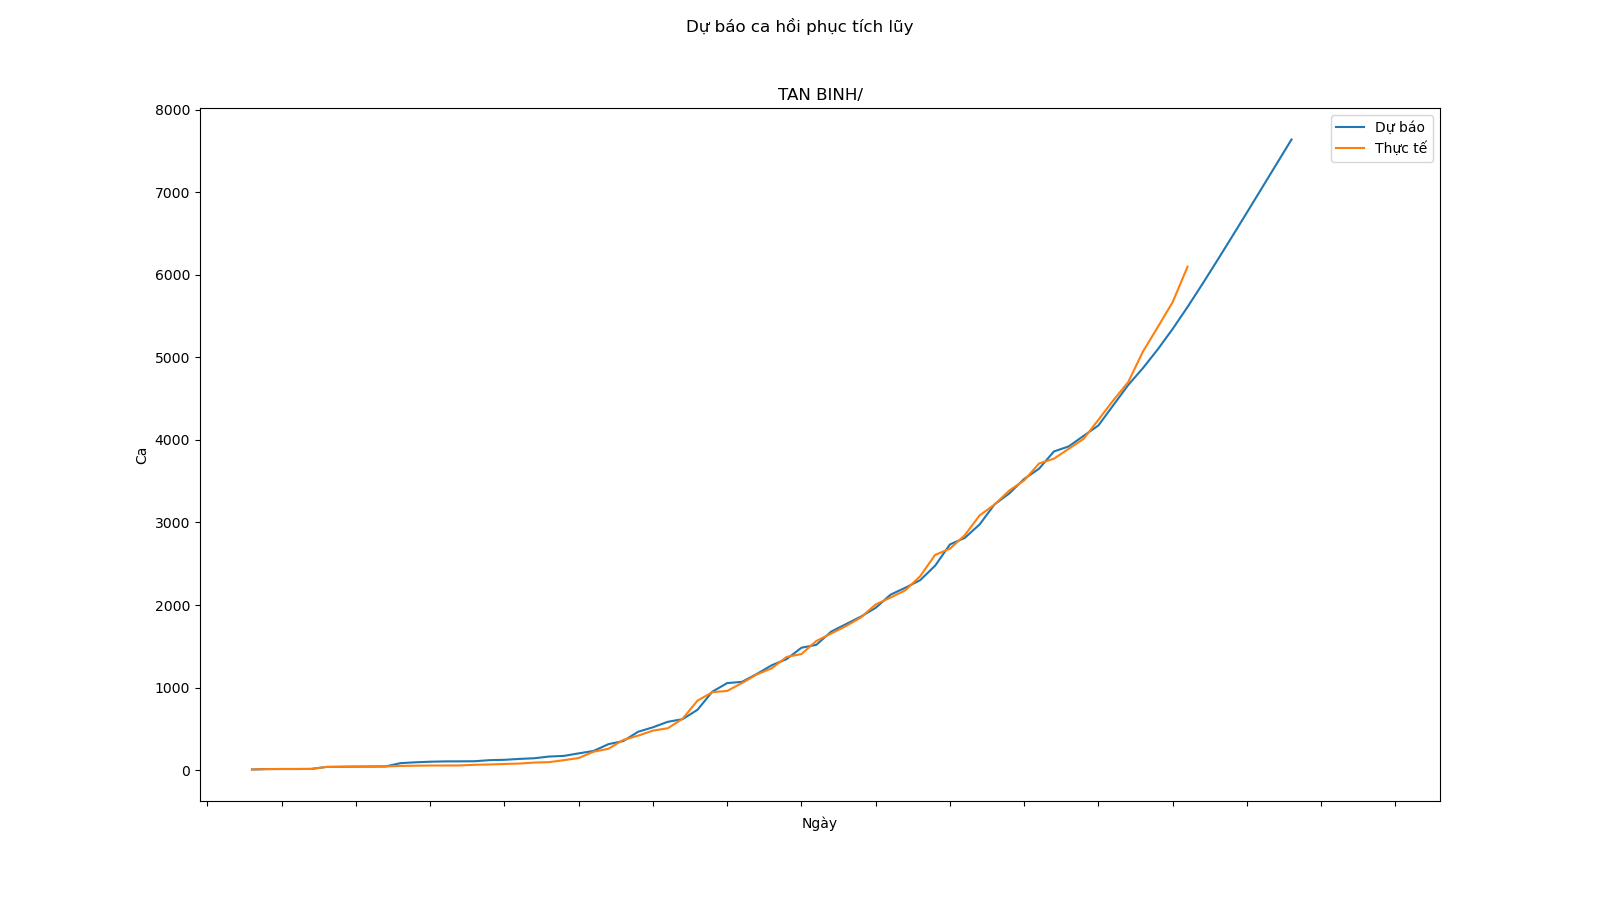 Dự báo ca hồi phục tích lũy
TAN BINH/
8000
7000
6000
5000
4000
3000
2000
1000
0
Ca
Ngày
Dự báo
Thực tế